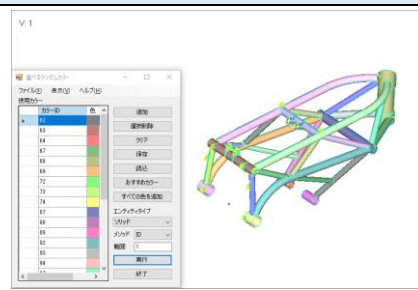 V: 1
選べるランダムカラー
ファイル(F) 表示(V) ヘルプ(H)
使用カラー
カラーID 色
62 追加
63 選択削除
64 クリア
67 保存
68 読込
69
72 おすすめカラー
73 すべての色を追加
74
87 エンティティタイプ
88 ソリッド
89
92 メソッド ID
93 範囲 1
94 実行
92 終了